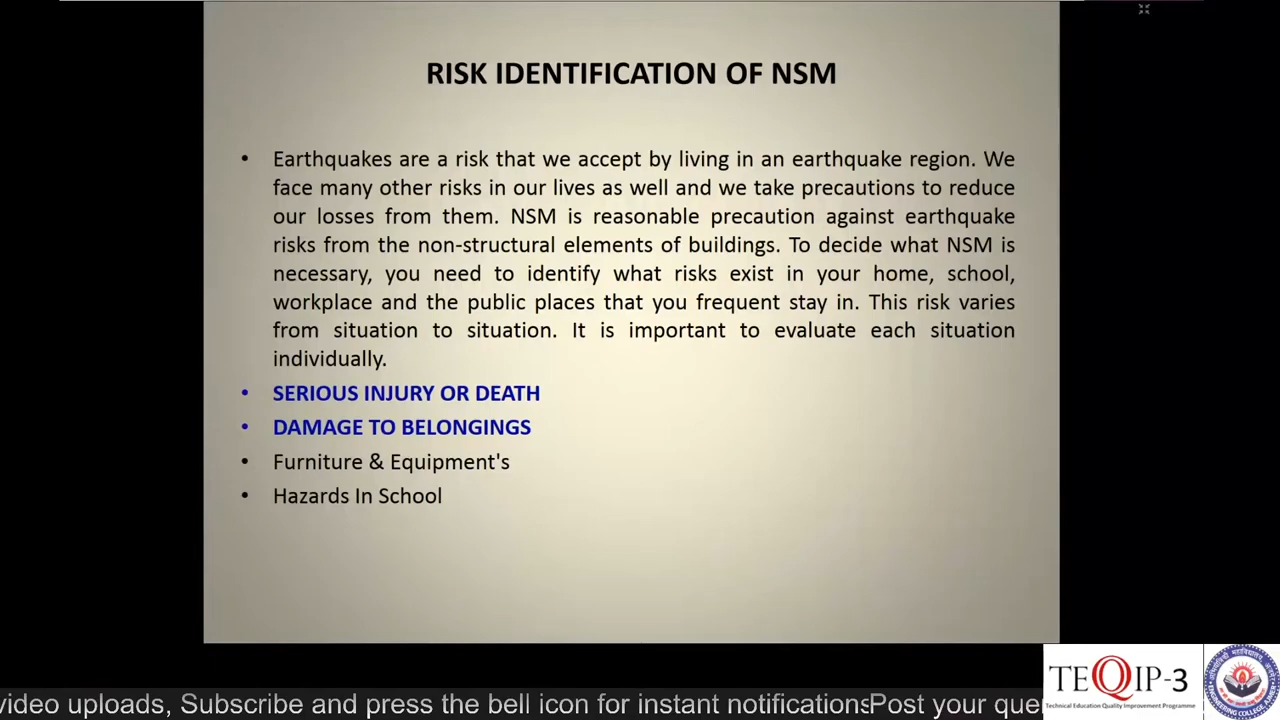 RISK IDENTIFICATION OF NSM
• Earthquakes are a risk that we accept by living in an earthquake region. We
face many other risks in our lives as well and we take precautions to reduce
our losses from them. NSM is reasonable precaution against earthquake
risks from the non-structural elements of buildings. To decide what NSM is
necessary, you need to identify what risks exist in your home, school,
workplace and the public places that you frequent stay in. This risk varies
from situation to situation. It is important to evaluate each situation
individually.
• SERIOUS INJURY OR DEATH
• DAMAGE TO BELONGINGS
• Furniture & Equipment's
• Hazards In School
TEQIP-3
Technical Education Quality Improvement Programme
video uploads, Subscribe and press the bell icon for instant notificationsPost your que